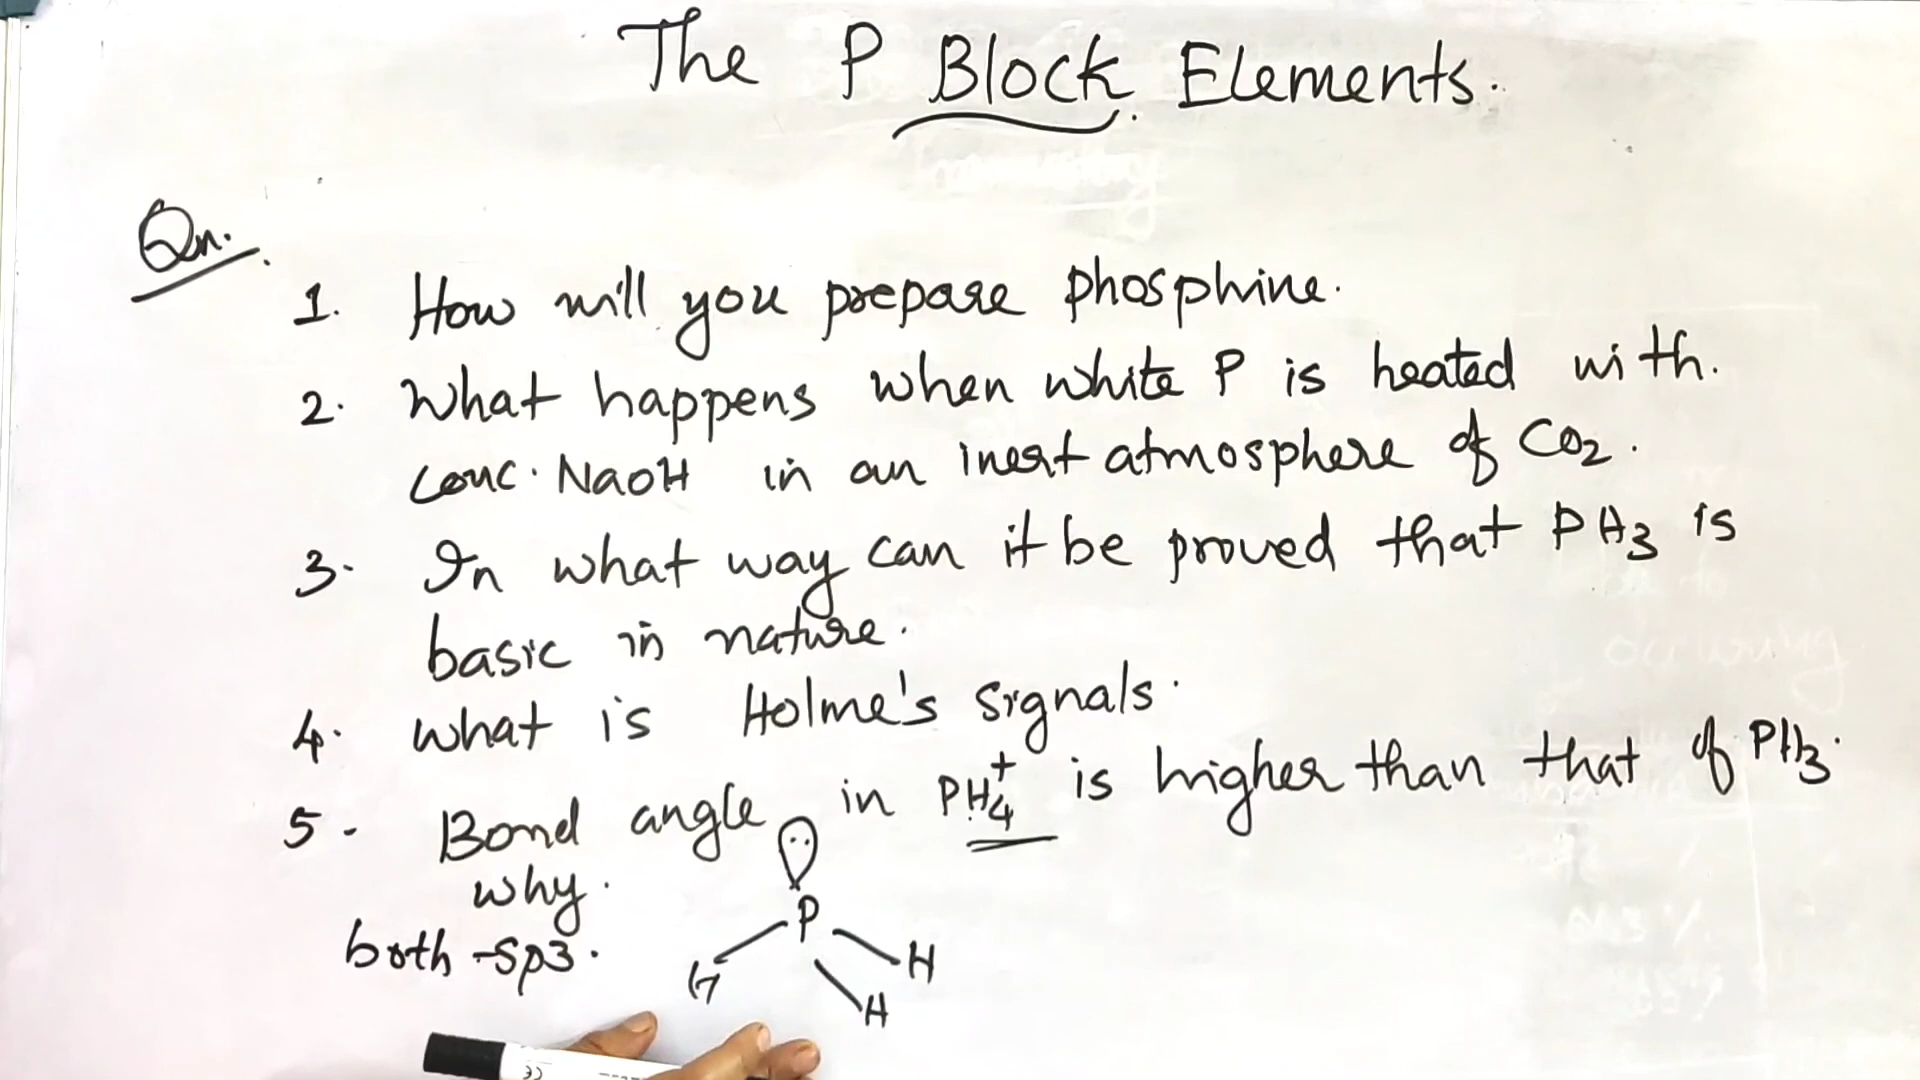 The P Block Elements.
Qn.
1. How will you prepare phosphine.
2. What happens when white P is heated with.
conc. NaOH in an inert atmosphere of CO2.
3. In what way can it be proved that PH3 is
basic in nature.
4. what is Holme's signals.
5- Bond angle in PH4+ is higher than that of PH3.
why.
both -sp3.
P
H H
H